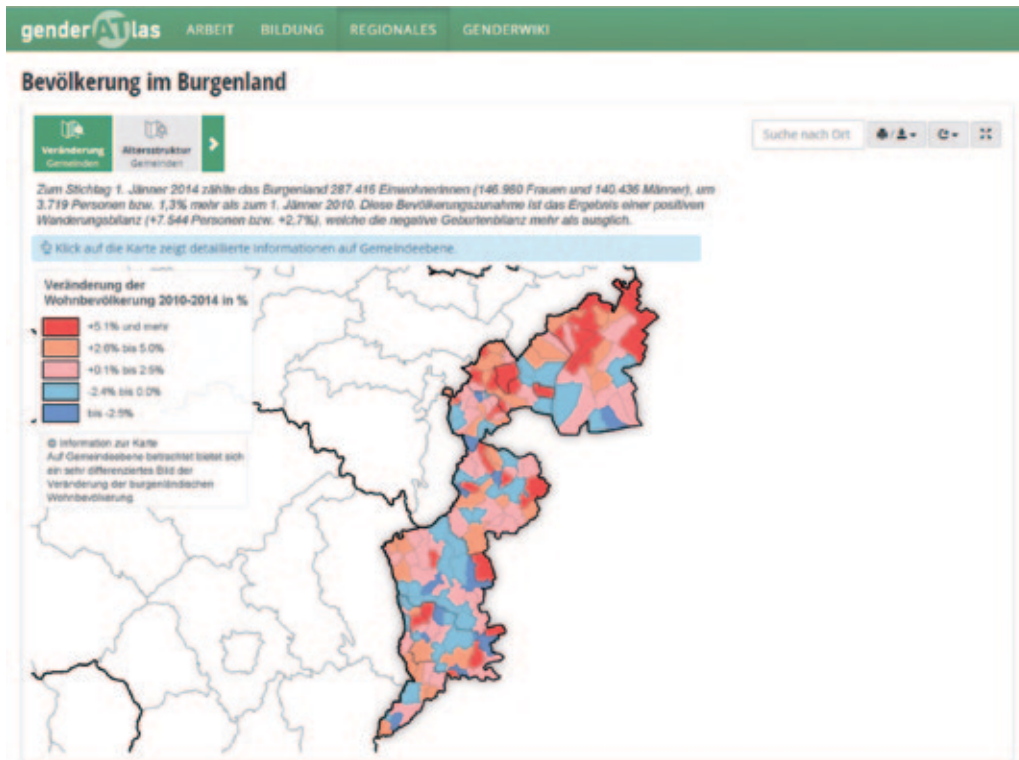 genderATlas ARBEIT BILDUNG REGIONALES GENDERWIKI
Bevölkerung im Burgenland
Veränderung
Gemeinden
Altersstruktur
Gemeinden
Suche nach Ort
Zum Stichtag 1. Jänner 2014 zählte das Burgenland 287.416 EinwohnerInnen (146.980 Frauen und 140.436 Männer), um
3.719 Personen bzw. 1,3% mehr als zum 1. Jänner 2010. Diese Bevölkerungszunahme ist das Ergebnis einer positiven
Wanderungsbilanz (+7.544 Personen bzw. +2,7%), welche die negative Geburtenbilanz mehr als ausglich.
Klick auf die Karte zeigt detaillierte Informationen auf Gemeindeebene.
Veränderung der
Wohnbevölkerung 2010-2014 in %
+5.1% und mehr
+2.6% bis 5.0%
+0.1% bis 2.5%
-2.4% bis 0.0%
bis -2.5%
Information zur Karte
Auf Gemeindeebene betrachtet bietet sich
ein sehr differenziertes Bild der
Veränderung der burgenländischen
Wohnbevölkerung.